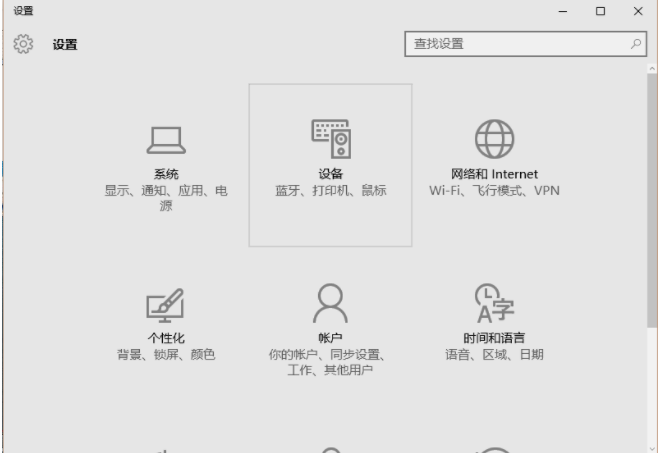 设置
设置
查找设置
系统
显示、通知、应用、电
源
设备
蓝牙、打印机、鼠标
网络和 Internet
Wi-Fi、飞行模式、VPN
个性化
背景、锁屏、颜色
帐户
你的帐户、同步设置、
工作、其他用户
时间和语言
语音、区域、日期